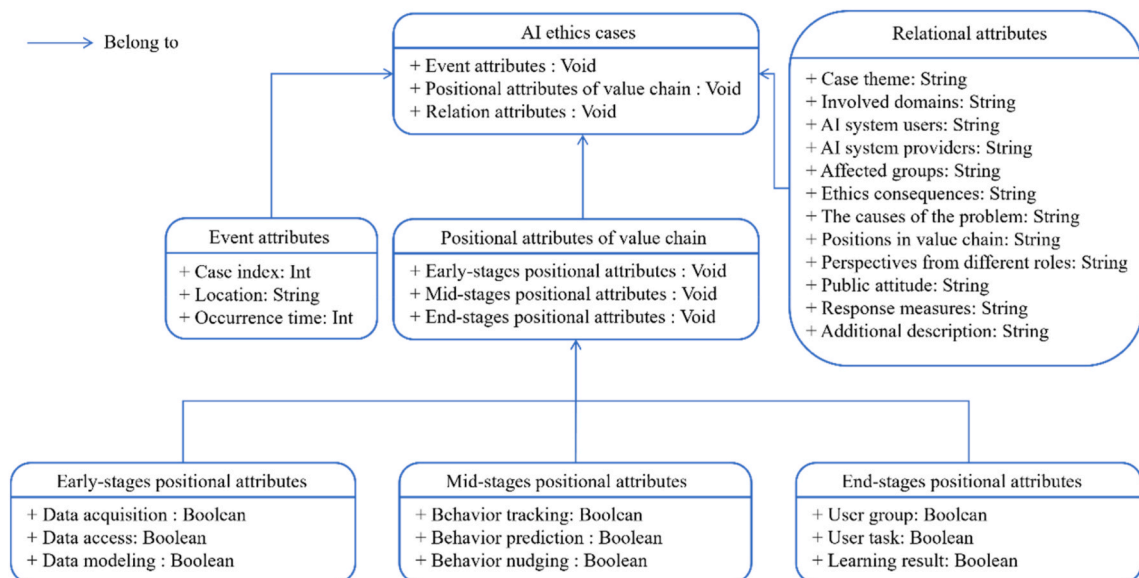 Belong to
AI ethics cases
+ Event attributes : Void
+ Positional attributes of value chain : Void
+ Relation attributes : Void
Relational attributes
+ Case theme: String
+ Involved domains: String
+ AI system users: String
+ AI system providers: String
+ Affected groups: String
+ Ethics consequences: String
+ The causes of the problem: String
+ Positions in value chain: String
+ Perspectives from different roles: String
+ Public attitude: String
+ Response measures: String
+ Additional description: String
Event attributes
+ Case index: Int
+ Location: String
+ Occurrence time: Int
Positional attributes of value chain
+ Early-stages positional attributes : Void
+ Mid-stages positional attributes : Void
+ End-stages positional attributes : Void
Early-stages positional attributes
+ Data acquisition : Boolean
+ Data access: Boolean
+ Data modeling : Boolean
Mid-stages positional attributes
+ Behavior tracking: Boolean
+ Behavior prediction : Boolean
+ Behavior nudging : Boolean
End-stages positional attributes
+ User group: Boolean
+ User task: Boolean
+ Learning result: Boolean